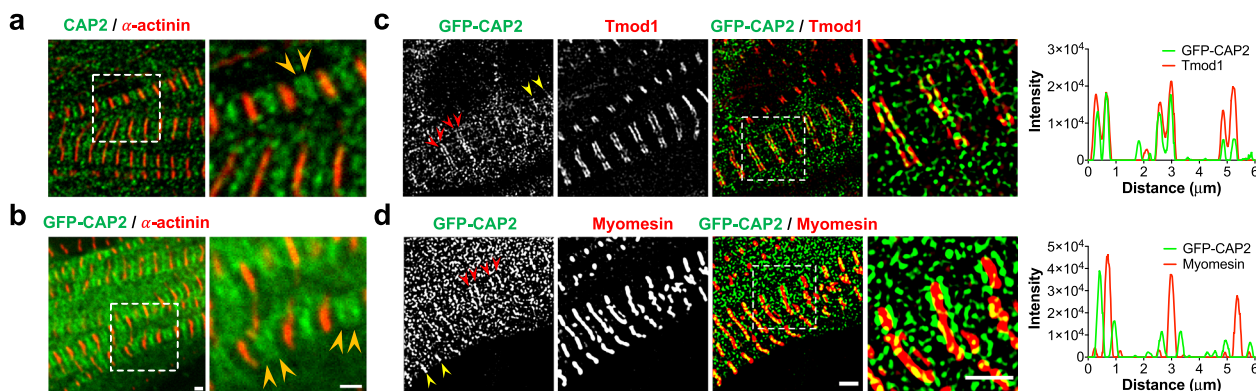 a
CAP2 / α-actinin
b
GFP-CAP2 / α-actinin
c
GFP-CAP2
Tmod1
GFP-CAP2 / Tmod1
3×10⁴
2×10⁴
1×10⁴
0
Intensity
GFP-CAP2
Tmod1
0 1 2 3 4 5 6
Distance (μm)
d
GFP-CAP2
Myomesin
GFP-CAP2 / Myomesin
5×10⁴
4×10⁴
3×10⁴
2×10⁴
1×10⁴
0
Intensity
GFP-CAP2
Myomesin
0 1 2 3 4 5 6
Distance (μm)